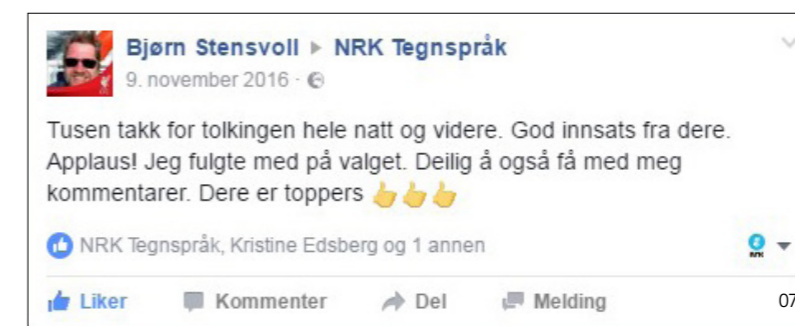 Bjørn Stensvoll ▸ NRK Tegnspråk
9. november 2016 ·
Tusen takk for tolkingen hele natt og videre. God innsats fra dere.
Applaus! Jeg fulgte med på valget. Deilig å også få med meg
kommentarer. Dere er toppers 👆👆👆
NRK Tegnspråk, Kristine Edsberg og 1 annen
NRK
Liker Kommenter Del Melding
07